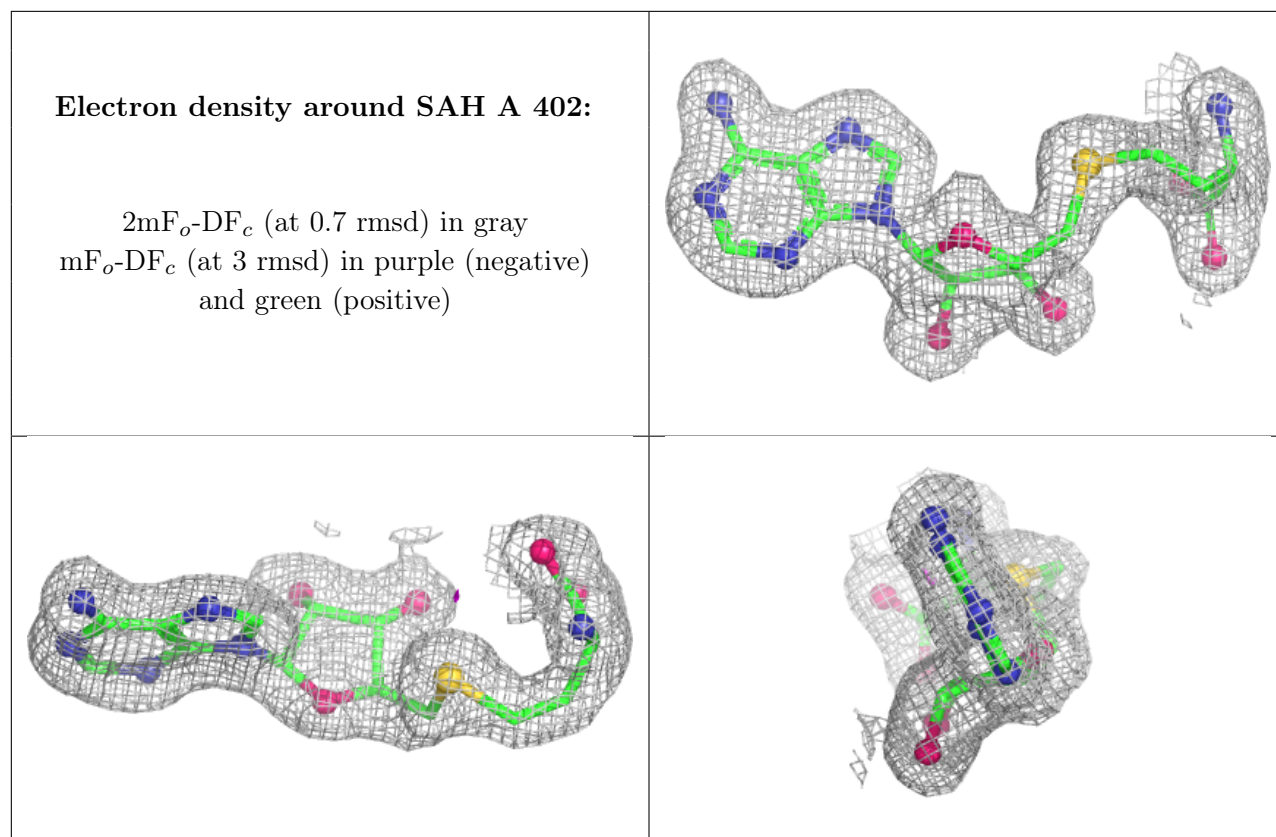 Electron density around SAH A 402:
2mFo-DFc (at 0.7 rmsd) in gray
mFo-DFc (at 3 rmsd) in purple (negative)
and green (positive)